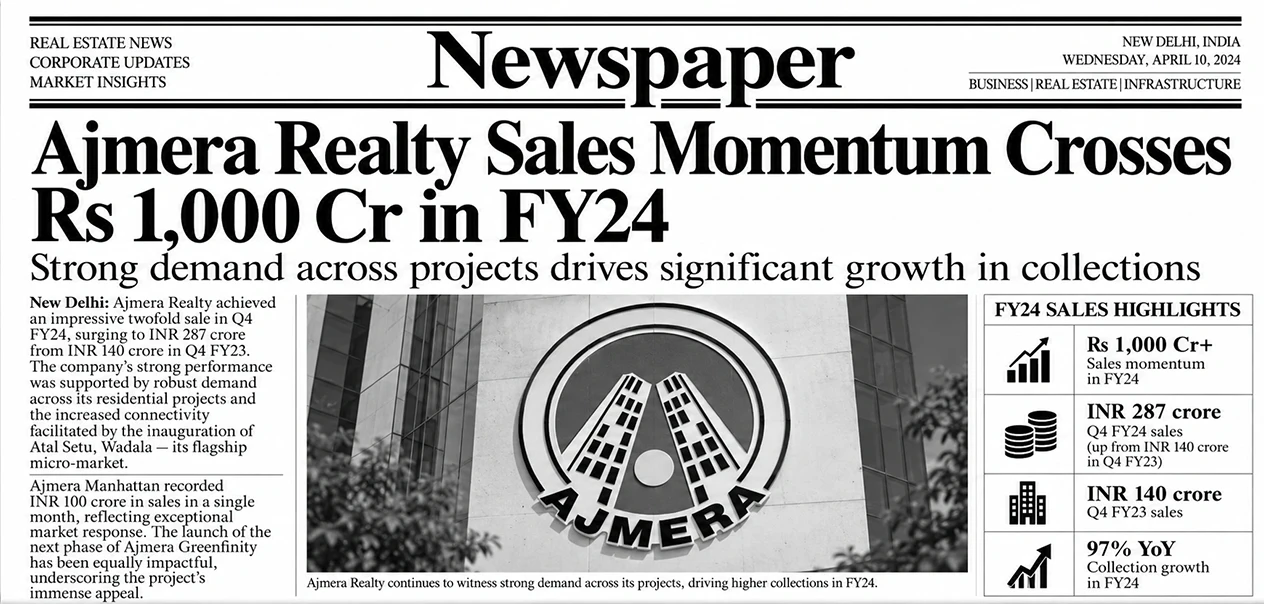 REAL ESTATE NEWS
CORPORATE UPDATES
MARKET INSIGHTS
Newspaper
NEW DELHI, INDIA
WEDNESDAY, APRIL 10, 2024
BUSINESS | REAL ESTATE | INFRASTRUCTURE
Ajmera Realty Sales Momentum Crosses
Rs 1,000 Cr in FY24
Strong demand across projects drives significant growth in collections
New Delhi: Ajmera Realty achieved
an impressive twofold sale in Q4
FY24, surging to INR 287 crore
from INR 140 crore in Q4 FY23.
The company's strong performance
was supported by robust demand
across its residential projects and
the increased connectivity
facilitated by the inauguration of
Atal Setu, Wadala — its flagship
micro-market.
Ajmera Manhattan recorded
INR 100 crore in sales in a single
month, reflecting exceptional
market response. The launch of the
next phase of Ajmera Greenfinity
has been equally impactful,
underscoring the project's
immense appeal.
AJMERA
Ajmera Realty continues to witness strong demand across its projects, driving higher collections in FY24.
FY24 SALES HIGHLIGHTS
Rs 1,000 Cr+
Sales momentum
in FY24
INR 287 crore
Q4 FY24 sales
(up from INR 140 crore
in Q4 FY23)
INR 140 crore
Q4 FY23 sales
97% YoY
Collection growth
in FY24